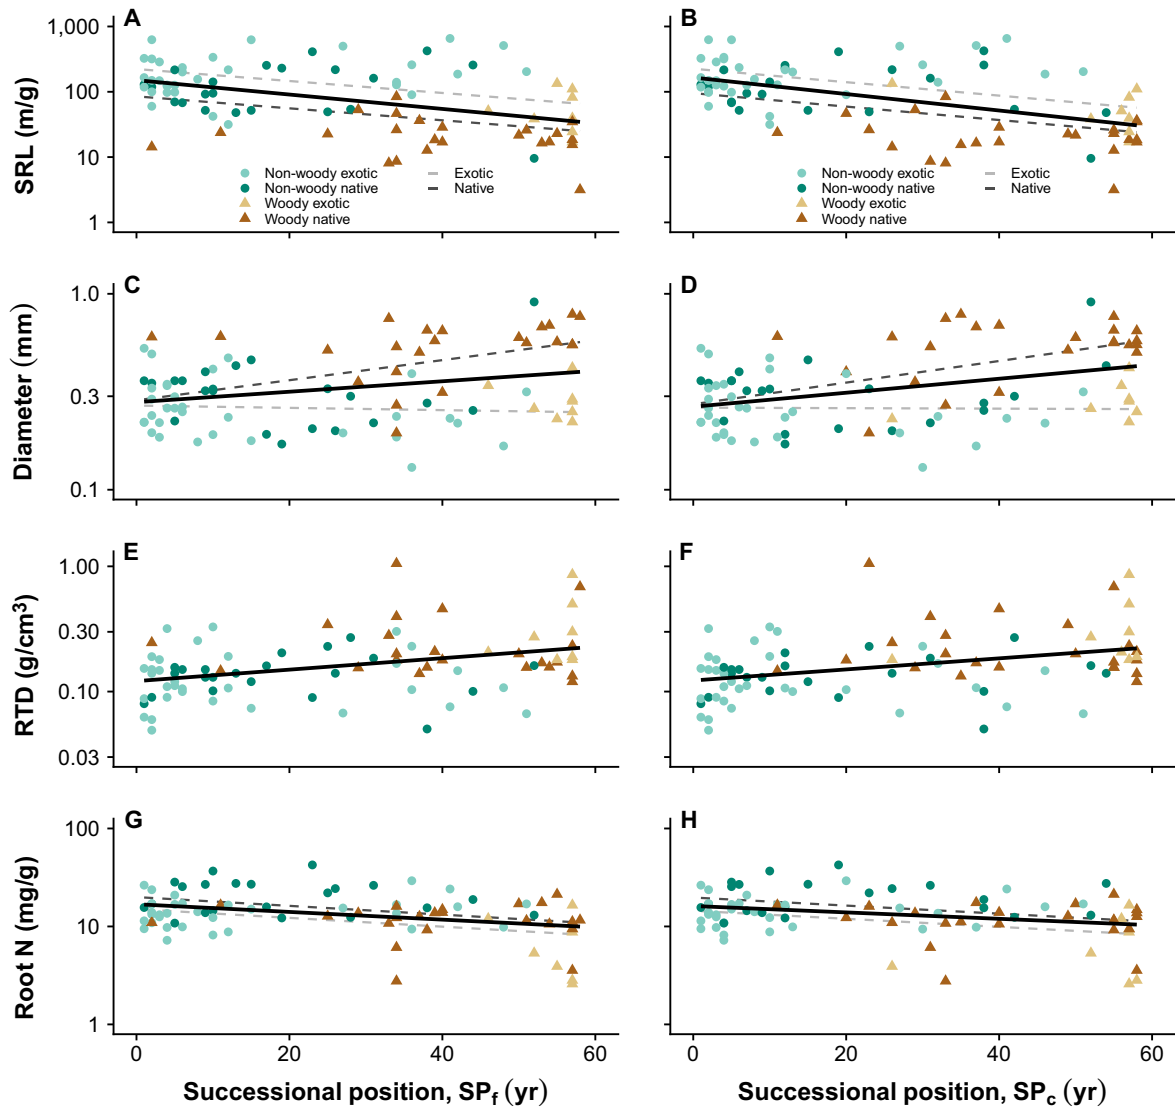 A
B
SRL (m/g)
1,000
100
10
1
Non-woody exotic
Non-woody native
Woody exotic
Woody native
Exotic
Native
Non-woody exotic
Non-woody native
Woody exotic
Woody native
Exotic
Native
C
D
Diameter (mm)
1.0
0.3
0.1
E
F
RTD (g/cm³)
1.00
0.30
0.10
0.03
G
H
Root N (mg/g)
100
10
1
0 20 40 60
0 20 40 60
Successional position, SP_f (yr)
Successional position, SP_c (yr)